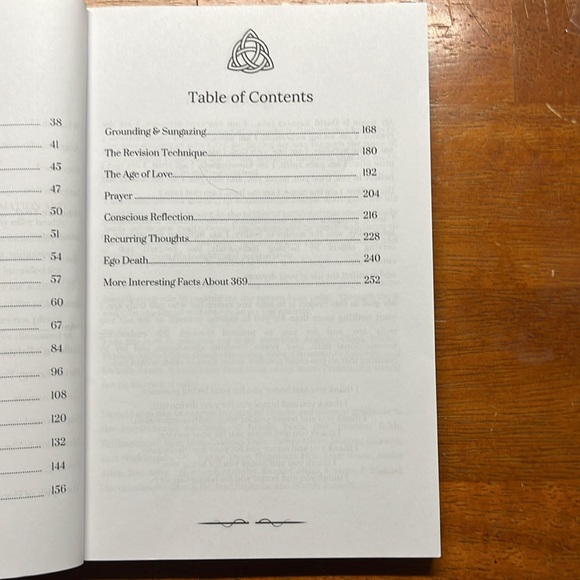 38
41
45
47
50
51
54
57
60
67
84
96
108
120
132
144
156
Table of Contents
Grounding & Sungazing 168
The Revision Technique 180
The Age of Love 192
Prayer 204
Conscious Reflection 216
Recurring Thoughts 228
Ego Death 240
More Interesting Facts About 369 252